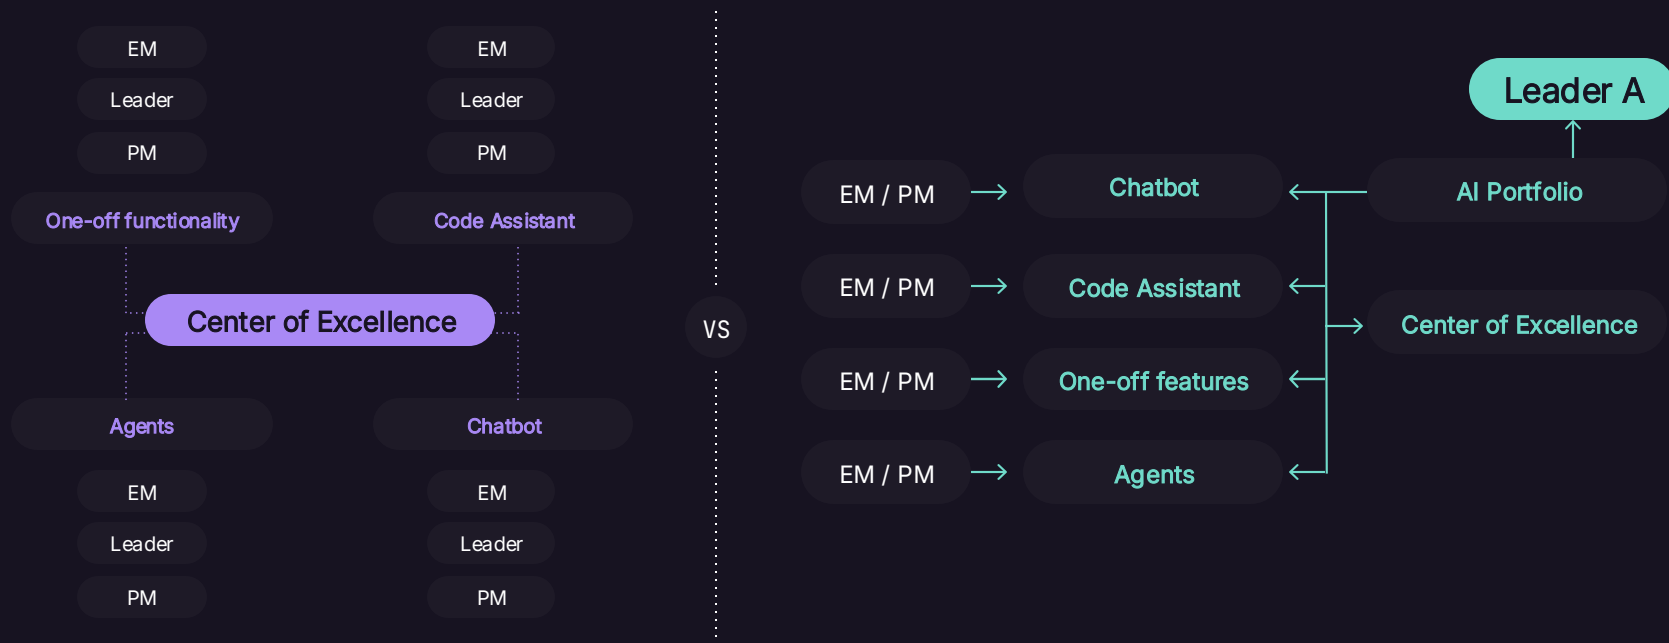 EM
Leader
PM
One-off functionality
EM
Leader
PM
Code Assistant
Center of Excellence
Agents
EM
Leader
PM
Chatbot
EM
Leader
PM
VS
Leader A
EM / PM
Chatbot
AI Portfolio
EM / PM
Code Assistant
Center of Excellence
EM / PM
One-off features
EM / PM
Agents